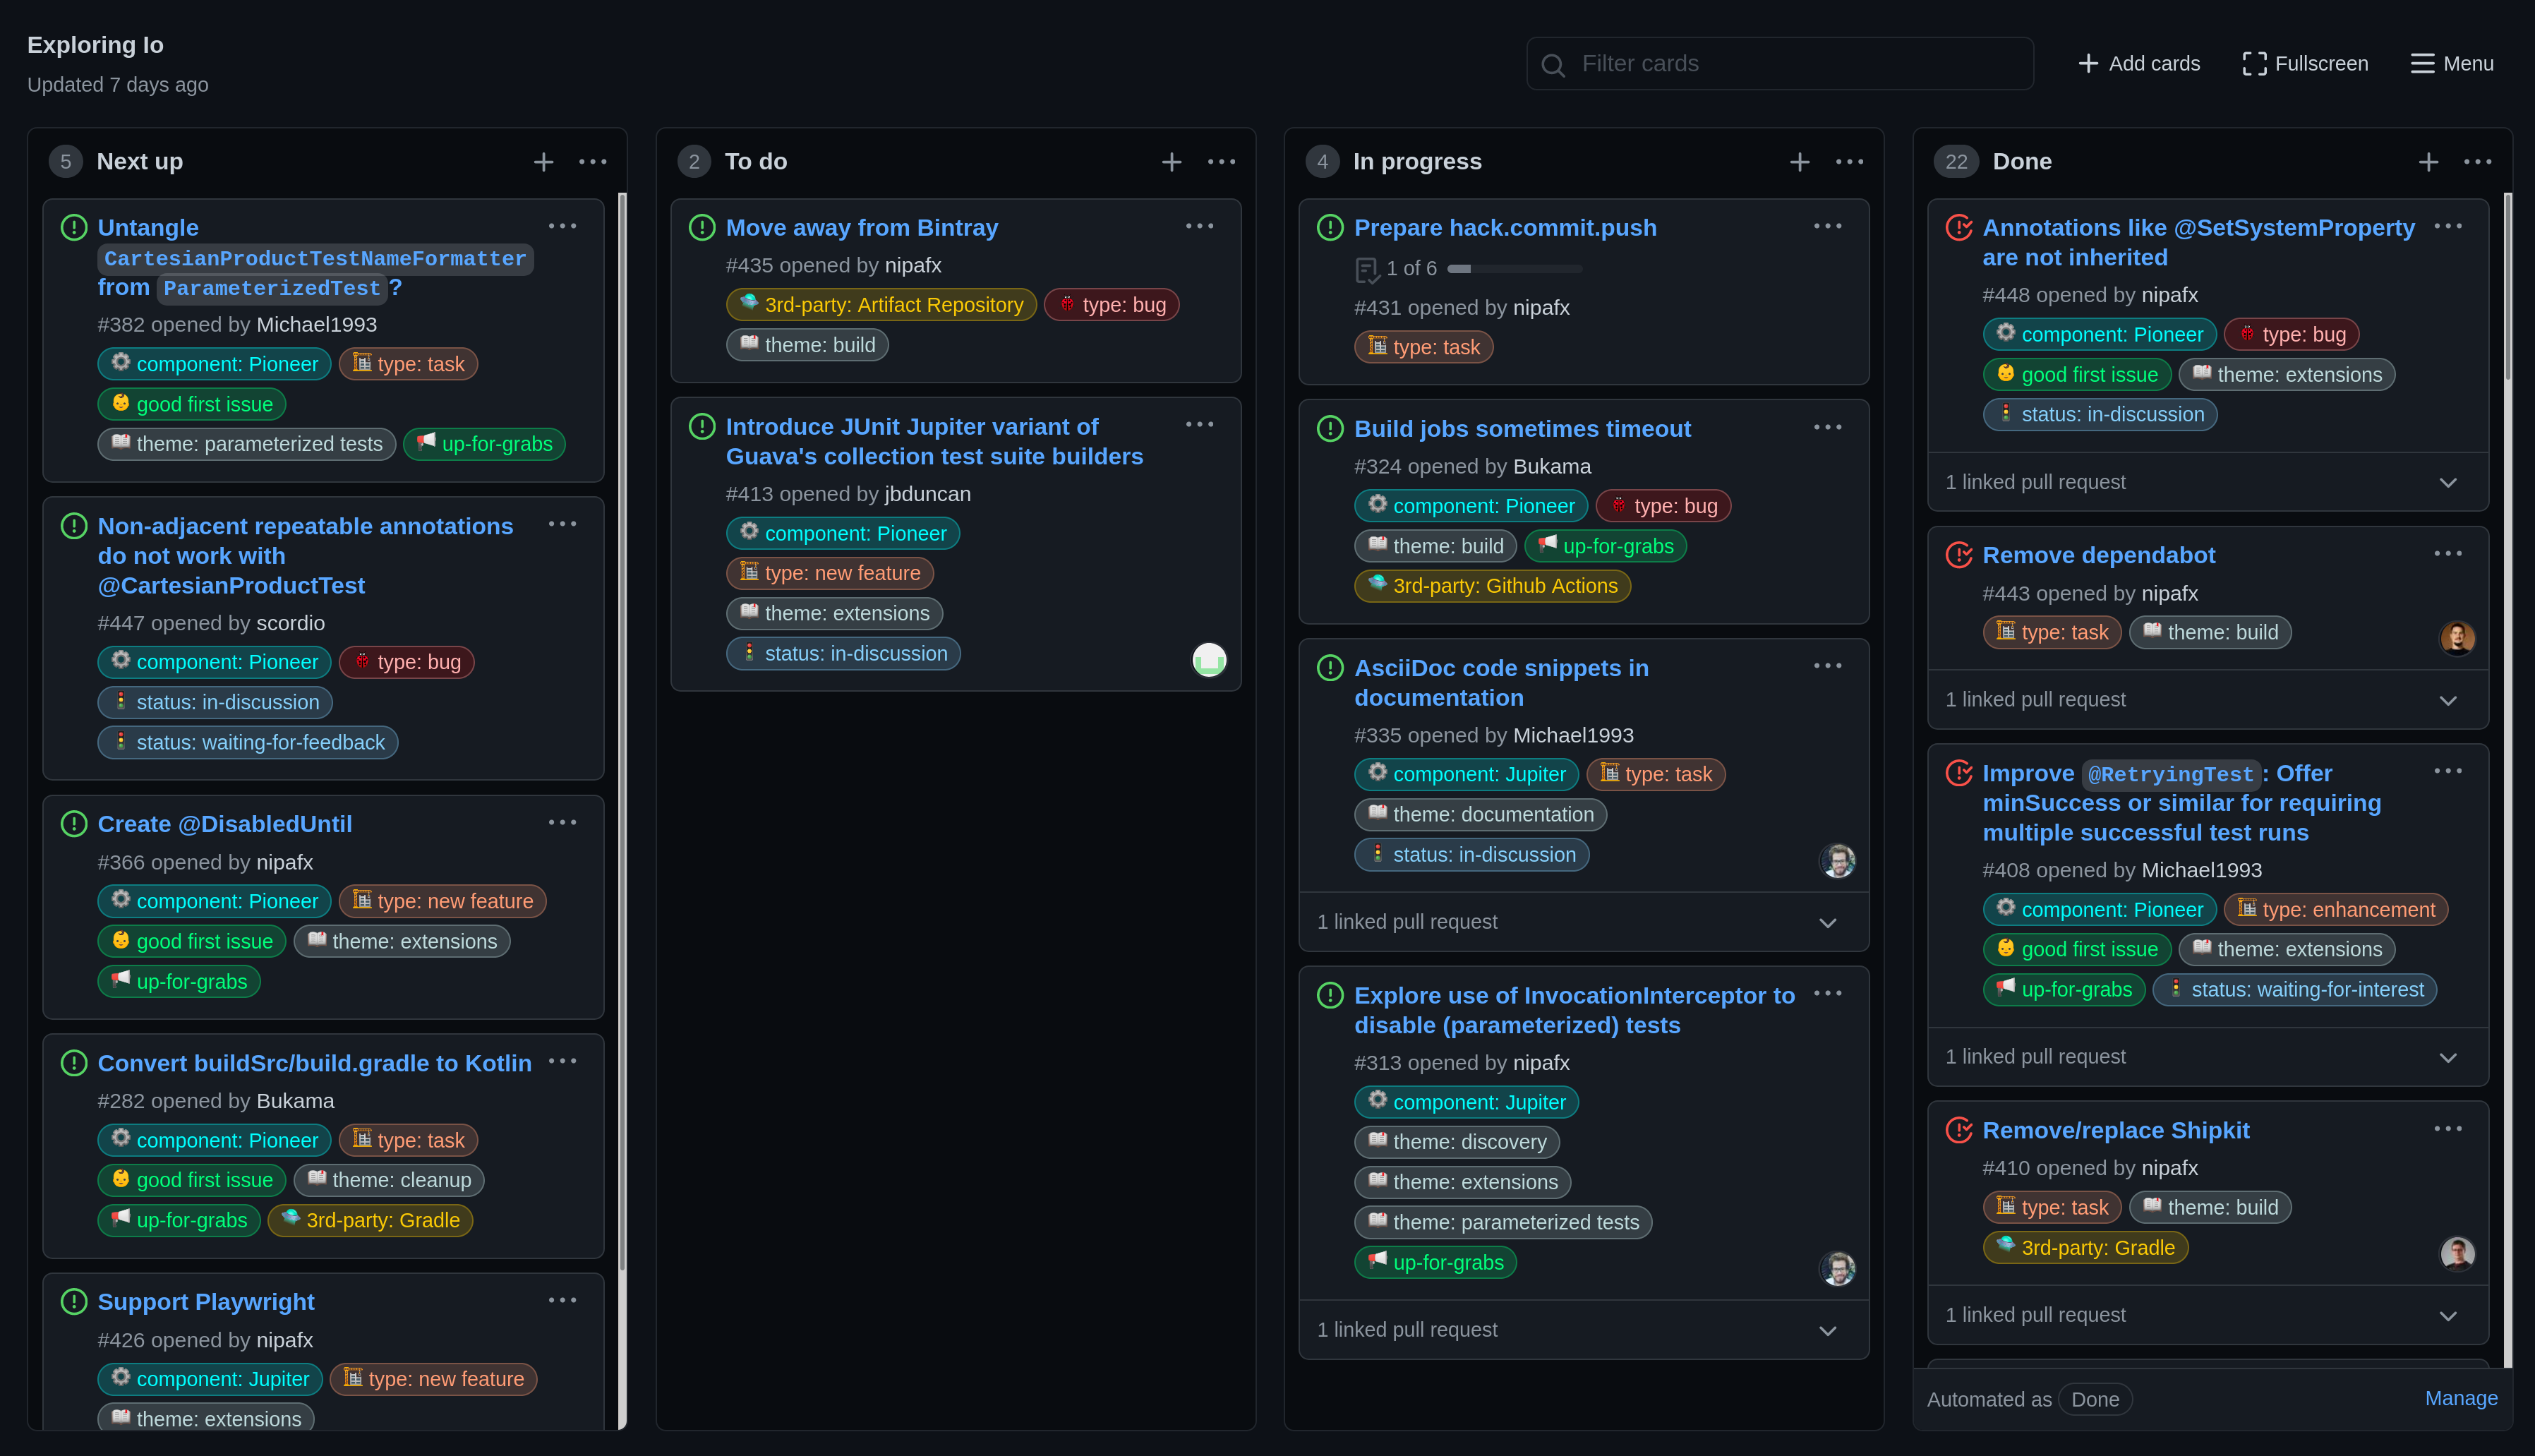 Exploring Io
Updated 7 days ago
Filter cards
Add cards
Fullscreen
Menu
5 Next up
Untangle
CartesianProductTestNameFormatter
from ParameterizedTest?
#382 opened by Michael1993
component: Pioneer type: task
good first issue
theme: parameterized tests up-for-grabs
Non-adjacent repeatable annotations
do not work with
@CartesianProductTest
#447 opened by scordio
component: Pioneer type: bug
status: in-discussion
status: waiting-for-feedback
Create @DisabledUntil
#366 opened by nipafx
component: Pioneer type: new feature
good first issue theme: extensions
up-for-grabs
Convert buildSrc/build.gradle to Kotlin
#282 opened by Bukama
component: Pioneer type: task
good first issue theme: cleanup
up-for-grabs 3rd-party: Gradle
Support Playwright
#426 opened by nipafx
component: Jupiter type: new feature
theme: extensions
2 To do
Move away from Bintray
#435 opened by nipafx
3rd-party: Artifact Repository type: bug
theme: build
Introduce JUnit Jupiter variant of
Guava's collection test suite builders
#413 opened by jbduncan
component: Pioneer
type: new feature
theme: extensions
status: in-discussion
4 In progress
Prepare hack.commit.push
1 of 6
#431 opened by nipafx
type: task
Build jobs sometimes timeout
#324 opened by Bukama
component: Pioneer type: bug
theme: build up-for-grabs
3rd-party: Github Actions
AsciiDoc code snippets in
documentation
#335 opened by Michael1993
component: Jupiter type: task
theme: documentation
status: in-discussion
1 linked pull request
Explore use of InvocationInterceptor to
disable (parameterized) tests
#313 opened by nipafx
component: Jupiter
theme: discovery
theme: extensions
theme: parameterized tests
up-for-grabs
1 linked pull request
22 Done
Annotations like @SetSystemProperty
are not inherited
#448 opened by nipafx
component: Pioneer type: bug
good first issue theme: extensions
status: in-discussion
1 linked pull request
Remove dependabot
#443 opened by nipafx
type: task theme: build
1 linked pull request
Improve @RetryingTest: Offer
minSuccess or similar for requiring
multiple successful test runs
#408 opened by Michael1993
component: Pioneer type: enhancement
good first issue theme: extensions
up-for-grabs status: waiting-for-interest
1 linked pull request
Remove/replace Shipkit
#410 opened by nipafx
type: task theme: build
3rd-party: Gradle
1 linked pull request
Automated as Done
Manage